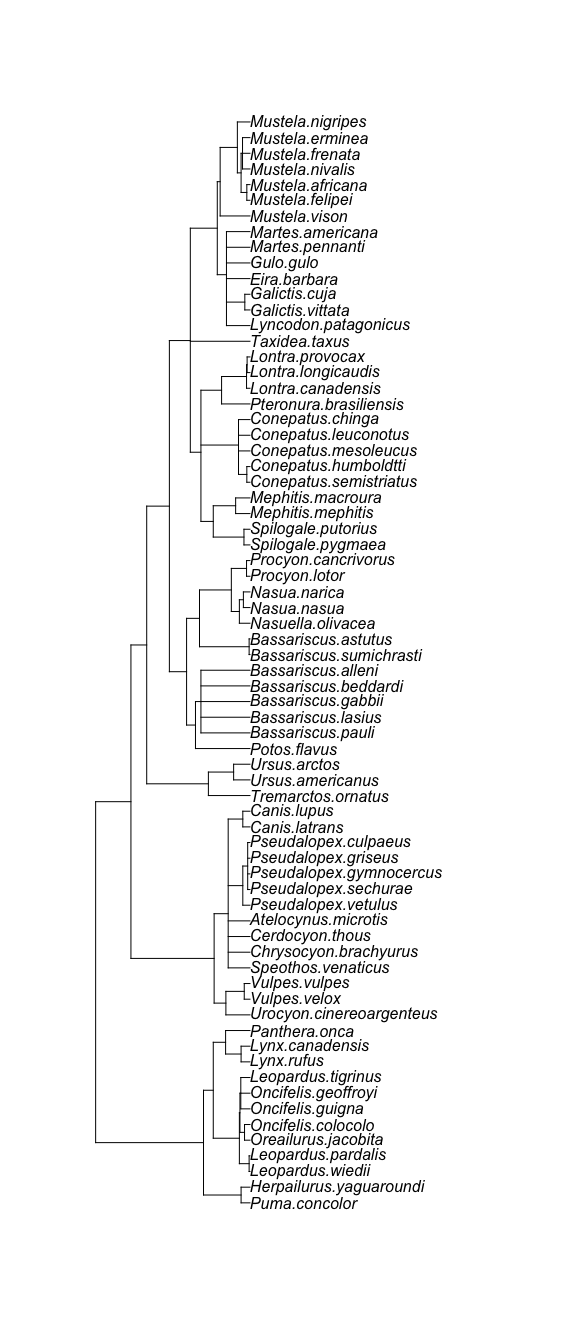 Mustela.nigripes
Mustela.erminea
Mustela.frenata
Mustela.nivalis
Mustela.africana
Mustela.felipei
Mustela.vison
Martes.americana
Martes.pennanti
Gulo.gulo
Eira.barbara
Galictis.cuja
Galictis.vittata
Lyncodon.patagonicus
Taxidea.taxus
Lontra.provocax
Lontra.longicaudis
Lontra.canadensis
Pteronura.brasiliensis
Conepatus.chinga
Conepatus.leuconotus
Conepatus.mesoleucus
Conepatus.humboldtti
Conepatus.semistriatus
Mephitis.macroura
Mephitis.mephitis
Spilogale.putorius
Spilogale.pygmaea
Procyon.cancrivorus
Procyon.lotor
Nasua.narica
Nasua.nasua
Nasuella.olivacea
Bassariscus.astutus
Bassariscus.sumichrasti
Bassariscus.alleni
Bassariscus.beddardi
Bassariscus.gabbii
Bassariscus.lasius
Bassariscus.pauli
Potos.flavus
Ursus.arctos
Ursus.americanus
Tremarctos.ornatus
Canis.lupus
Canis.latrans
Pseudalopex.culpaeus
Pseudalopex.griseus
Pseudalopex.gymnocercus
Pseudalopex.sechurae
Pseudalopex.vetulus
Atelocynus.microtis
Cerdocyon.thous
Chrysocyon.brachyurus
Speothos.venaticus
Vulpes.vulpes
Vulpes.velox
Urocyon.cinereoargenteus
Panthera.onca
Lynx.canadensis
Lynx.rufus
Leopardus.tigrinus
Oncifelis.geoffroyi
Oncifelis.guigna
Oncifelis.colocolo
Oreailurus.jacobita
Leopardus.pardalis
Leopardus.wiedii
Herpailurus.yaguaroundi
Puma.concolor